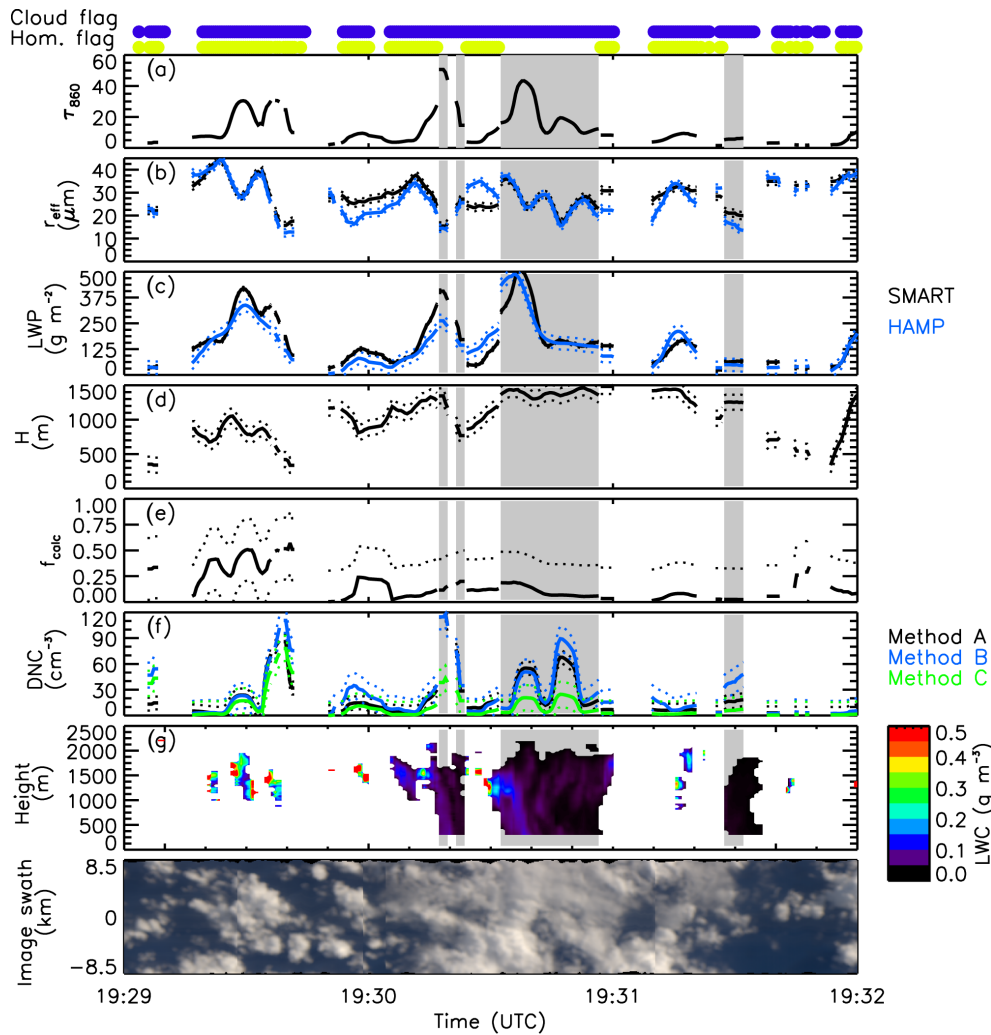 Cloud flag
Hom. flag
(a)
60
40
20
0
τ860
(b)
40
30
20
10
0
reff
(μm)
(c)
500
375
250
125
0
LWP
(g m⁻²)
SMART
HAMP
(d)
1500
1000
500
0
H
(m)
(e)
1.00
0.75
0.50
0.25
0.00
fcalc
(f)
120
90
60
30
0
DNC
(cm⁻³)
Method A
Method B
Method C
(g)
2500
2000
1500
1000
500
0
Height
(m)
0.5
0.4
0.3
0.2
0.1
0.0
LWC (g m⁻³)
8.5
0
−8.5
Image swath
(km)
19:29 19:30 19:31 19:32
Time (UTC)